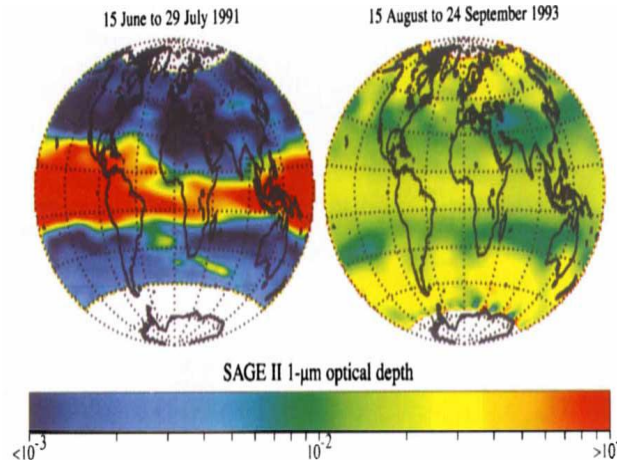 15 June to 29 July 1991
15 August to 24 September 1993
SAGE II 1-μm optical depth
<10⁻³ 10⁻²